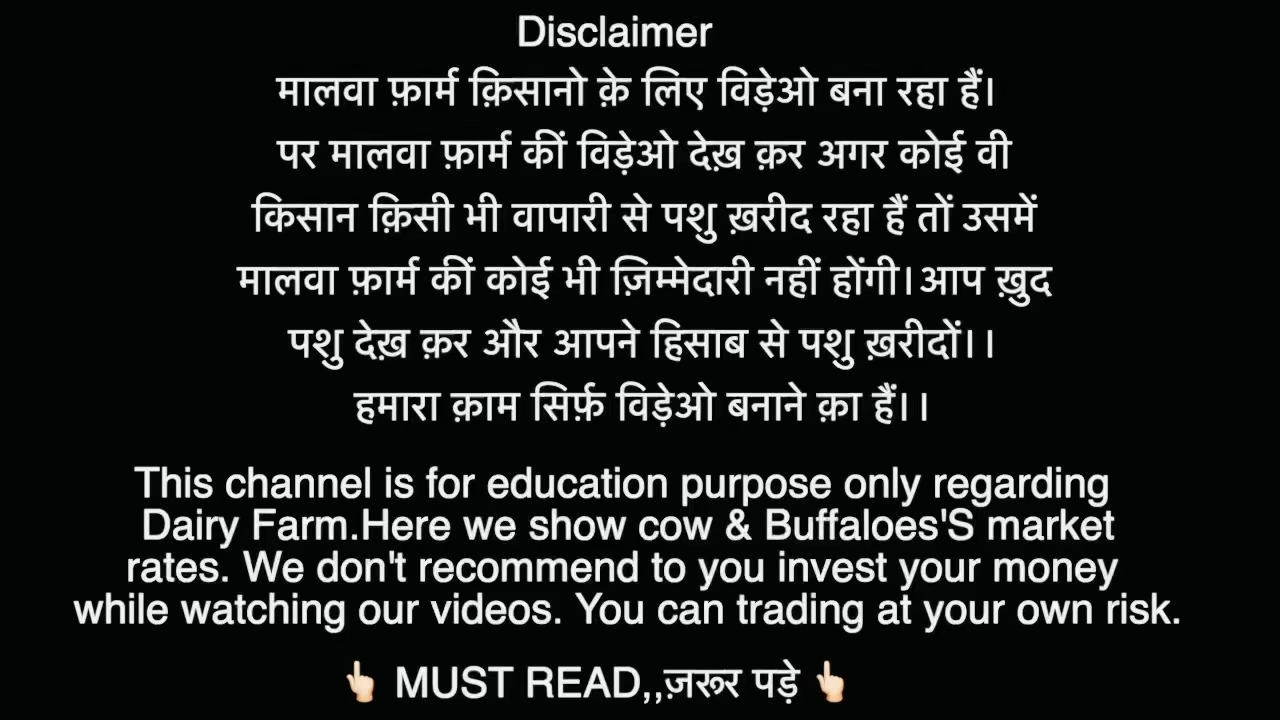 Disclaimer
मालवा फ़ार्म क़िसानो क़े लिए विड़ेओ बना रहा हैं।
पर मालवा फ़ार्म कीं विड़ेओ देख़ क़र अगर कोई वी
किसान क़िसी भी वापारी से पशु ख़रीद रहा हैं तों उसमें
मालवा फ़ार्म कीं कोई भी ज़िम्मेदारी नहीं होंगी।आप ख़ुद
पशु देख़ क़र और आपने हिसाब से पशु ख़रीदों।।
हमारा क़ाम सिर्फ़ विड़ेओ बनाने क़ा हैं।।
This channel is for education purpose only regarding
Dairy Farm.Here we show cow & Buffaloes'S market
rates. We don't recommend to you invest your money
while watching our videos. You can trading at your own risk.
👆🏻 MUST READ,,ज़रूर पड़े 👆🏻